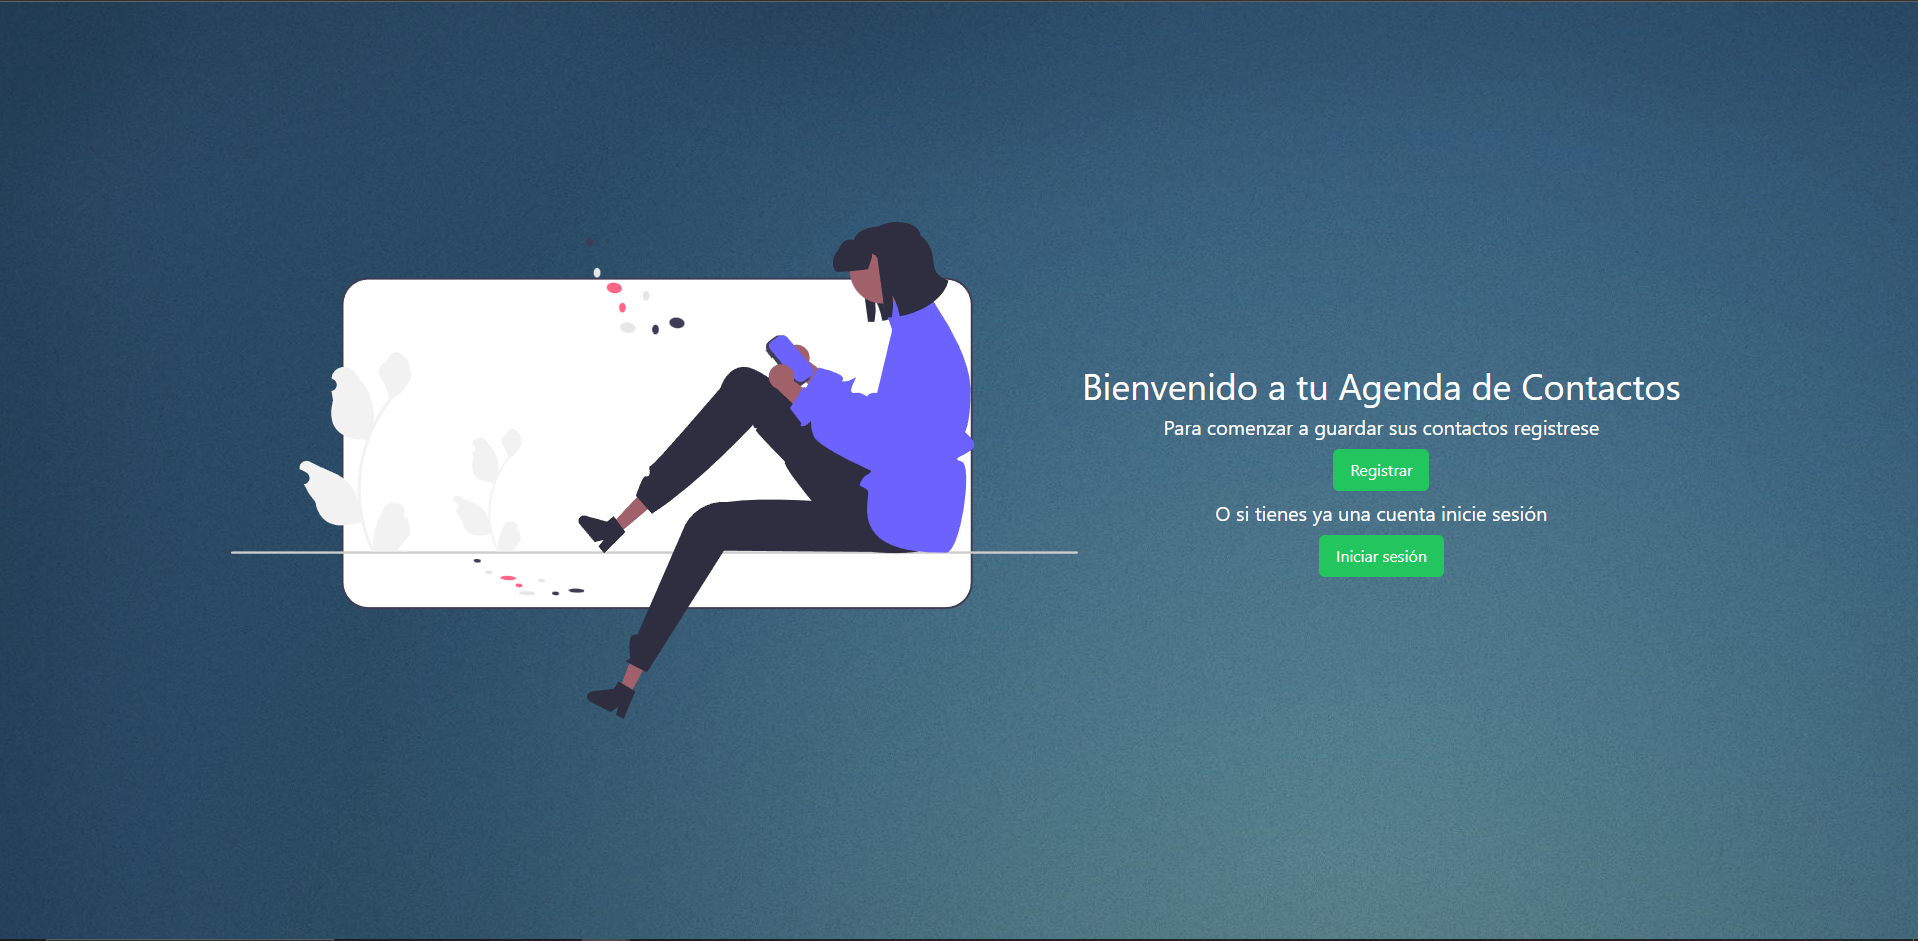 Bienvenido a tu Agenda de Contactos
Para comenzar a guardar sus contactos registrese
Registrar
O si tienes ya una cuenta inicie sesión
Iniciar sesión